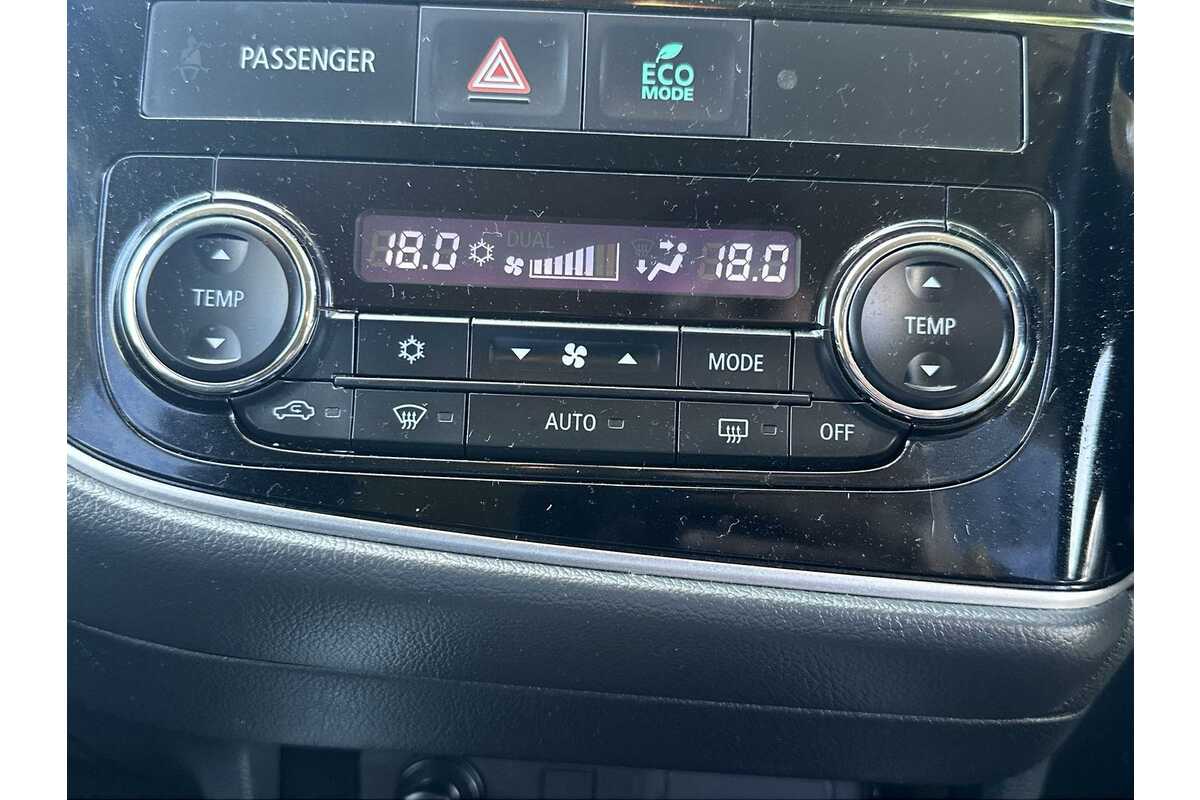 PASSENGER
ECO
MODE
18.0
DUAL
18.0
TEMP
TEMP
MODE
AUTO
OFF